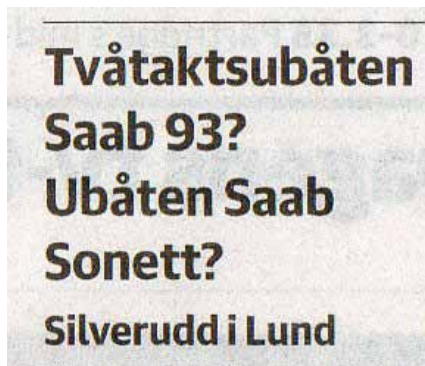 Tvåtaktsubåten
Saab 93?
Ubåten Saab
Sonett?
Silverudd i Lund